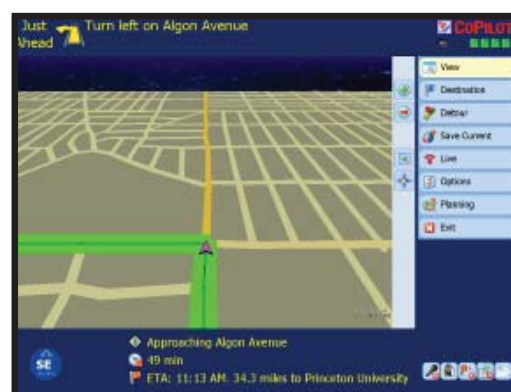 Just Ahead
Turn left on Algon Avenue
COPILOT
View
Destination
Detour
Save Current
Live
Options
Planning
Exit
Approaching Algon Avenue
49 min
ETA: 11:13 AM. 34.3 miles to Princeton University
SE